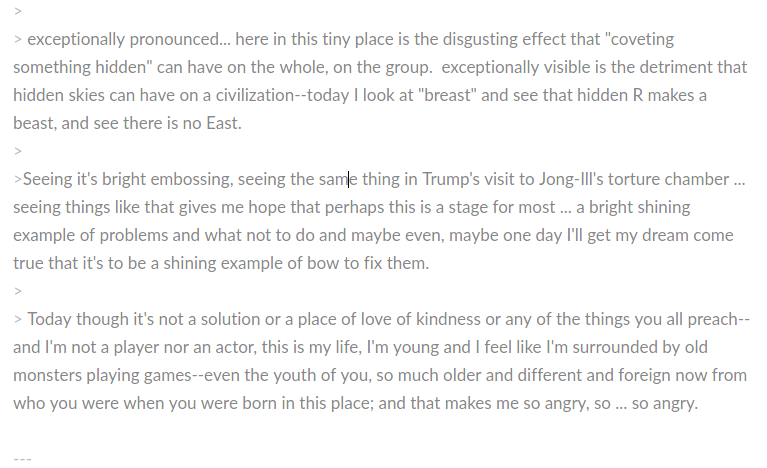 >
> exceptionally pronounced... here in this tiny place is the disgusting effect that "coveting
something hidden" can have on the whole, on the group.  exceptionally visible is the detriment that
hidden skies can have on a civilization--today I look at "breast" and see that hidden R makes a
beast, and see there is no East.
>
>Seeing it's bright embossing, seeing the same thing in Trump's visit to Jong-Ill's torture chamber ...
seeing things like that gives me hope that perhaps this is a stage for most ... a bright shining
example of problems and what not to do and maybe even, maybe one day I'll get my dream come
true that it's to be a shining example of bow to fix them.
>
> Today though it's not a solution or a place of love of kindness or any of the things you all preach--
and I'm not a player nor an actor, this is my life, I'm young and I feel like I'm surrounded by old
monsters playing games--even the youth of you, so much older and different and foreign now from
who you were when you were born in this place; and that makes me so angry, so ... so angry.
---